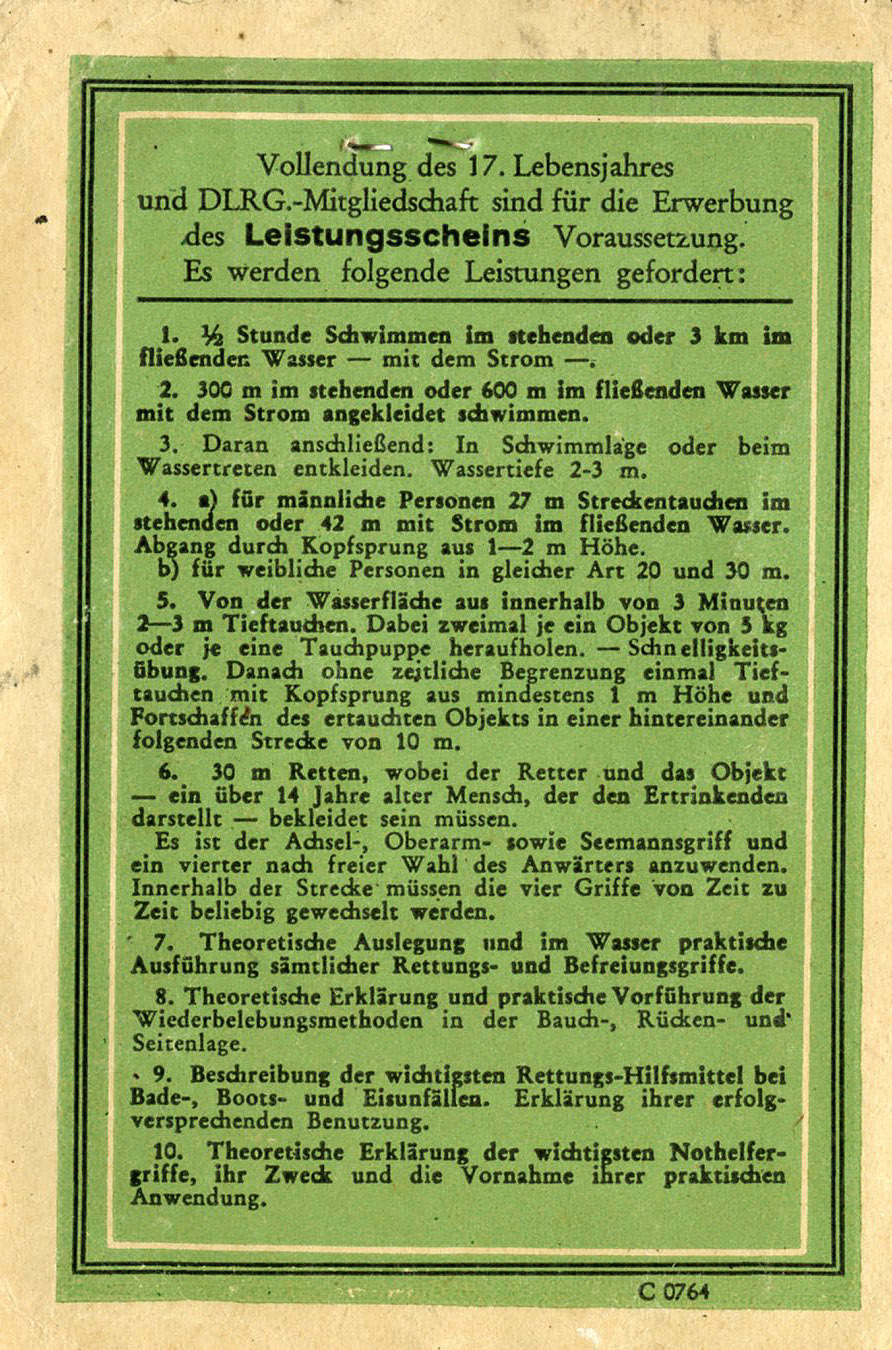 Vollendung des 17. Lebensjahres
und DLRG.-Mitgliedschaft sind für die Erwerbung
des Leistungsscheins Voraussetzung.
Es werden folgende Leistungen gefordert:
1. ½ Stunde Schwimmen im stehenden oder 3 km im
fließenden Wasser — mit dem Strom —.
2. 300 m im stehenden oder 600 m im fließenden Wasser
mit dem Strom angekleidet schwimmen.
3. Daran anschließend: In Schwimmlage oder beim
Wassertreten entkleiden. Wassertiefe 2-3 m.
4. a) für männliche Personen 27 m Streckentauchen im
stehenden oder 42 m mit Strom im fließenden Wasser.
Abgang durch Kopfsprung aus 1—2 m Höhe.
b) für weibliche Personen in gleicher Art 20 und 30 m.
5. Von der Wasserfläche aus innerhalb von 3 Minuten
2—3 m Tieftauchen. Dabei zweimal je ein Objekt von 5 kg
oder je eine Tauchpuppe heraufholen. — Schnelligkeits-
übung. Danach ohne zeitliche Begrenzung einmal Tief-
tauchen mit Kopfsprung aus mindestens 1 m Höhe und
Fortschaffen des ertauchten Objekts in einer hintereinander
folgenden Strecke von 10 m.
6. 30 m Retten, wobei der Retter und das Objekt
— ein über 14 Jahre alter Mensch, der den Ertrinkenden
darstellt — bekleidet sein müssen.
Es ist der Achsel-, Oberarm- sowie Seemannsgriff und
ein vierter nach freier Wahl des Anwärters anzuwenden.
Innerhalb der Strecke müssen die vier Griffe von Zeit zu
Zeit beliebig gewechselt werden.
7. Theoretische Auslegung und im Wasser praktische
Ausführung sämtlicher Rettungs- und Befreiungsgriffe.
8. Theoretische Erklärung und praktische Vorführung der
Wiederbelebungsmethoden in der Bauch-, Rücken- und
Seitenlage.
9. Beschreibung der wichtigsten Rettungs-Hilfsmittel bei
Bade-, Boots- und Eisunfällen. Erklärung ihrer erfolg-
versprechenden Benutzung.
10. Theoretische Erklärung der wichtigsten Nothelfer-
griffe, ihr Zweck und die Vornahme ihrer praktischen
Anwendung.
C 0764